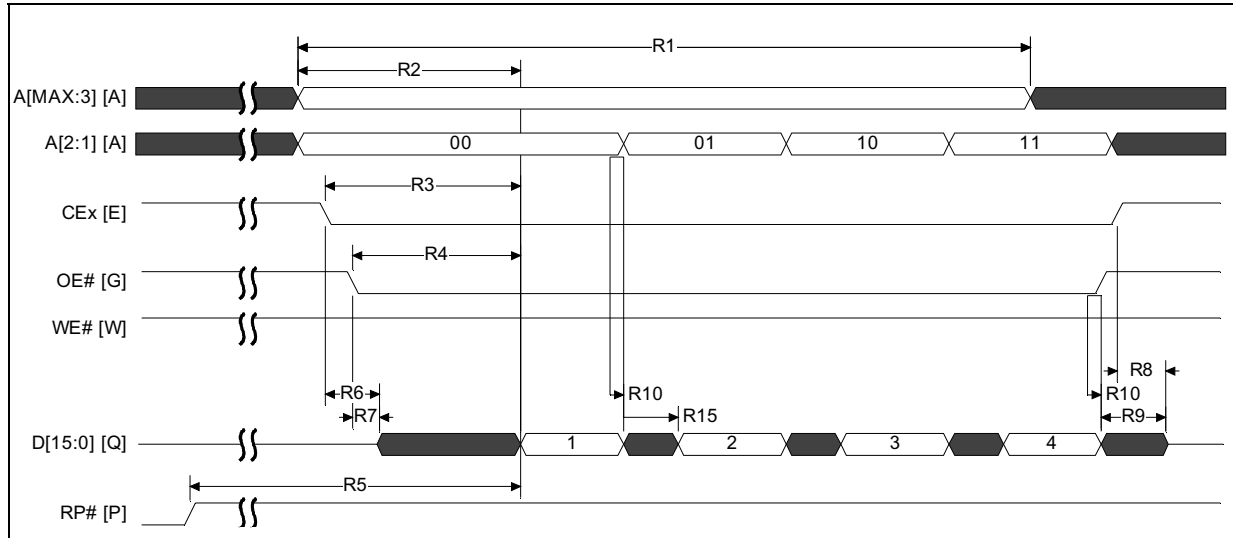 R1
R2
A[MAX:3] [A]
A[2:1] [A]
00 01 10 11
R3
CEx [E]
R4
OE# [G]
WE# [W]
R8
R6 R10 R10
R7 R15 R9
D[15:0] [Q]
1 2 3 4
R5
RP# [P]